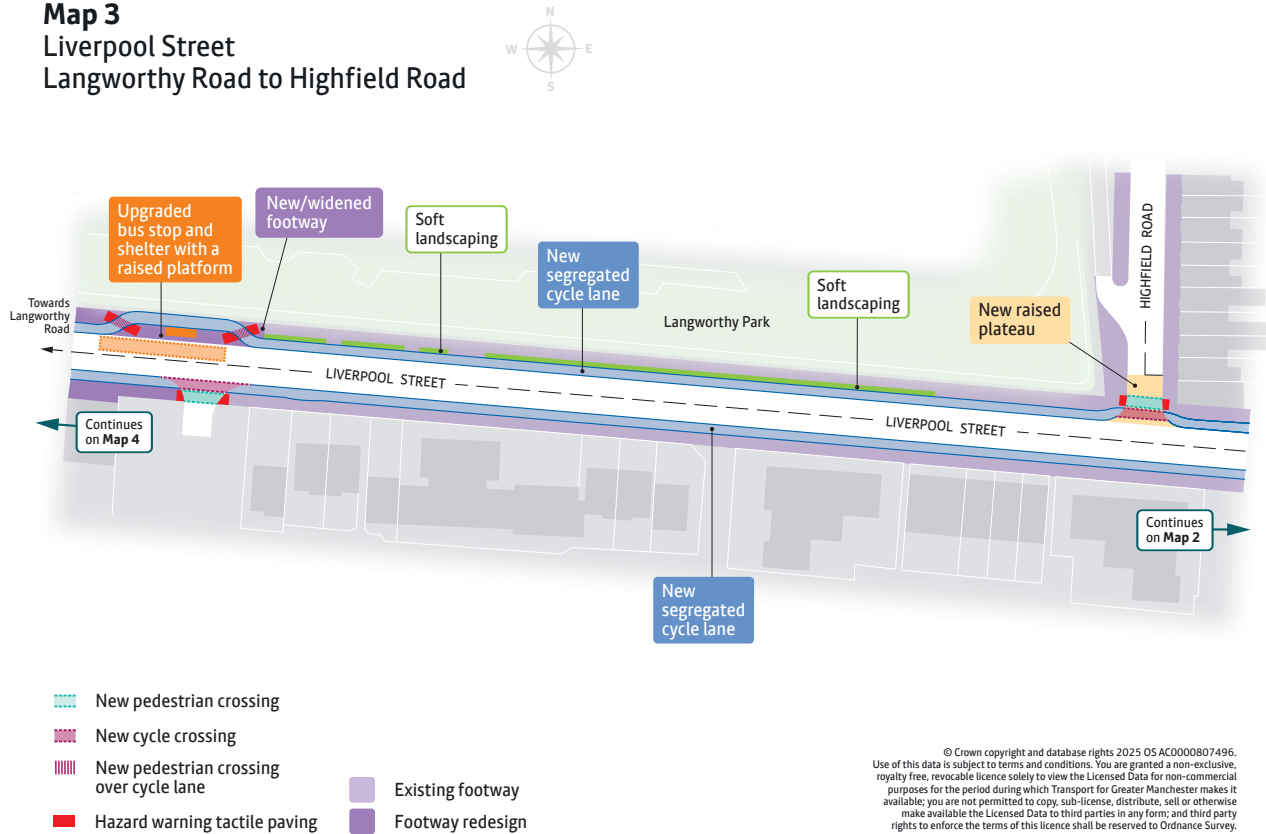 Map 3
Liverpool Street
Langworthy Road to Highfield Road
N
W
E
S
Upgraded
bus stop and
shelter with a
raised platform
New/widened
footway
Soft
landscaping
New
segregated
cycle lane
Soft
landscaping
New raised
plateau
HIGHFIELD ROAD
Towards
Langworthy
Road
Langworthy Park
LIVERPOOL STREET
LIVERPOOL STREET
Continues
on Map 4
Continues
on Map 2
New
segregated
cycle lane
New pedestrian crossing
New cycle crossing
New pedestrian crossing
over cycle lane
Hazard warning tactile paving
Existing footway
Footway redesign
© Crown copyright and database rights 2025 OS AC0000807496.
Use of this data is subject to terms and conditions. You are granted a non-exclusive,
royalty free, revocable licence solely to view the Licensed Data for non-commercial
purposes for the period during which Transport for Greater Manchester makes it
available; you are not permitted to copy, sub-license, distribute, sell or otherwise
make available the Licensed Data to third parties in any form; and third party
rights to enforce the terms of this licence shall be reserved to Ordnance Survey.